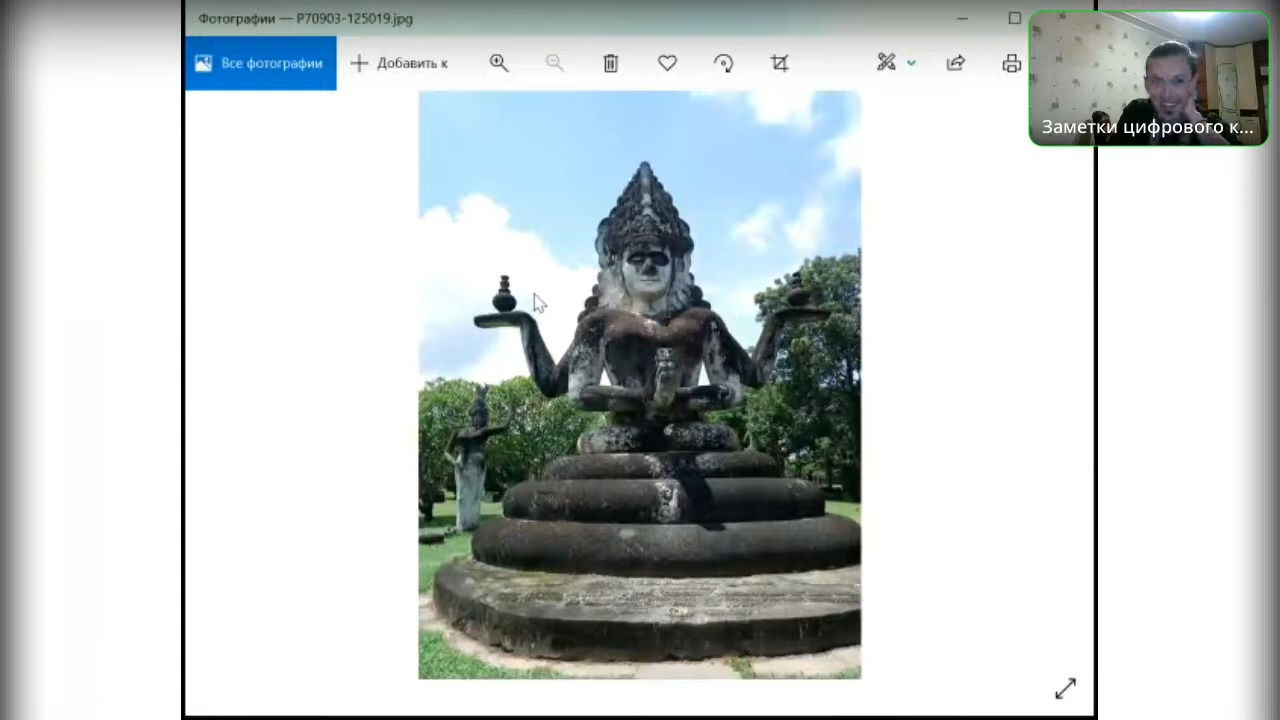 Фотографии — P70903-125019.jpg
Все фотографии
Добавить к
Заметки цифрового к...